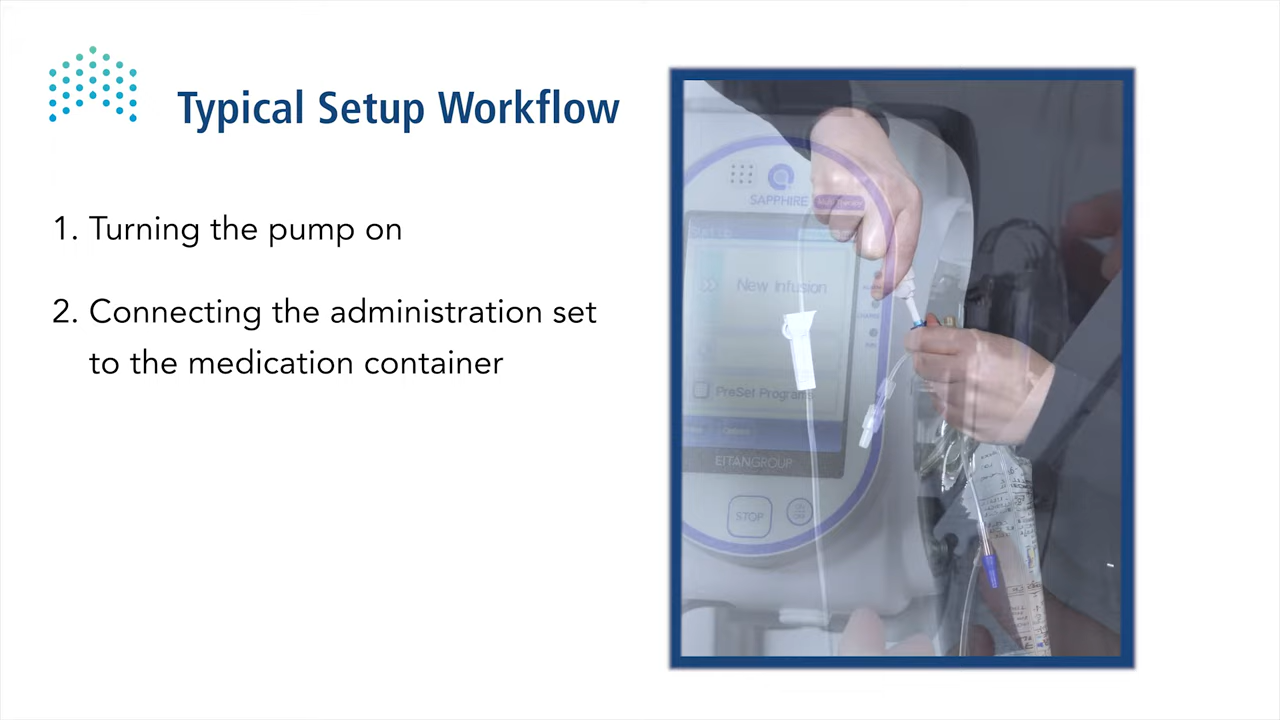 Typical Setup Workflow
1. Turning the pump on
2. Connecting the administration set
to the medication container
SAPPHIRE
New Infusion
PreSet Programs
EITANGROUP
STOP